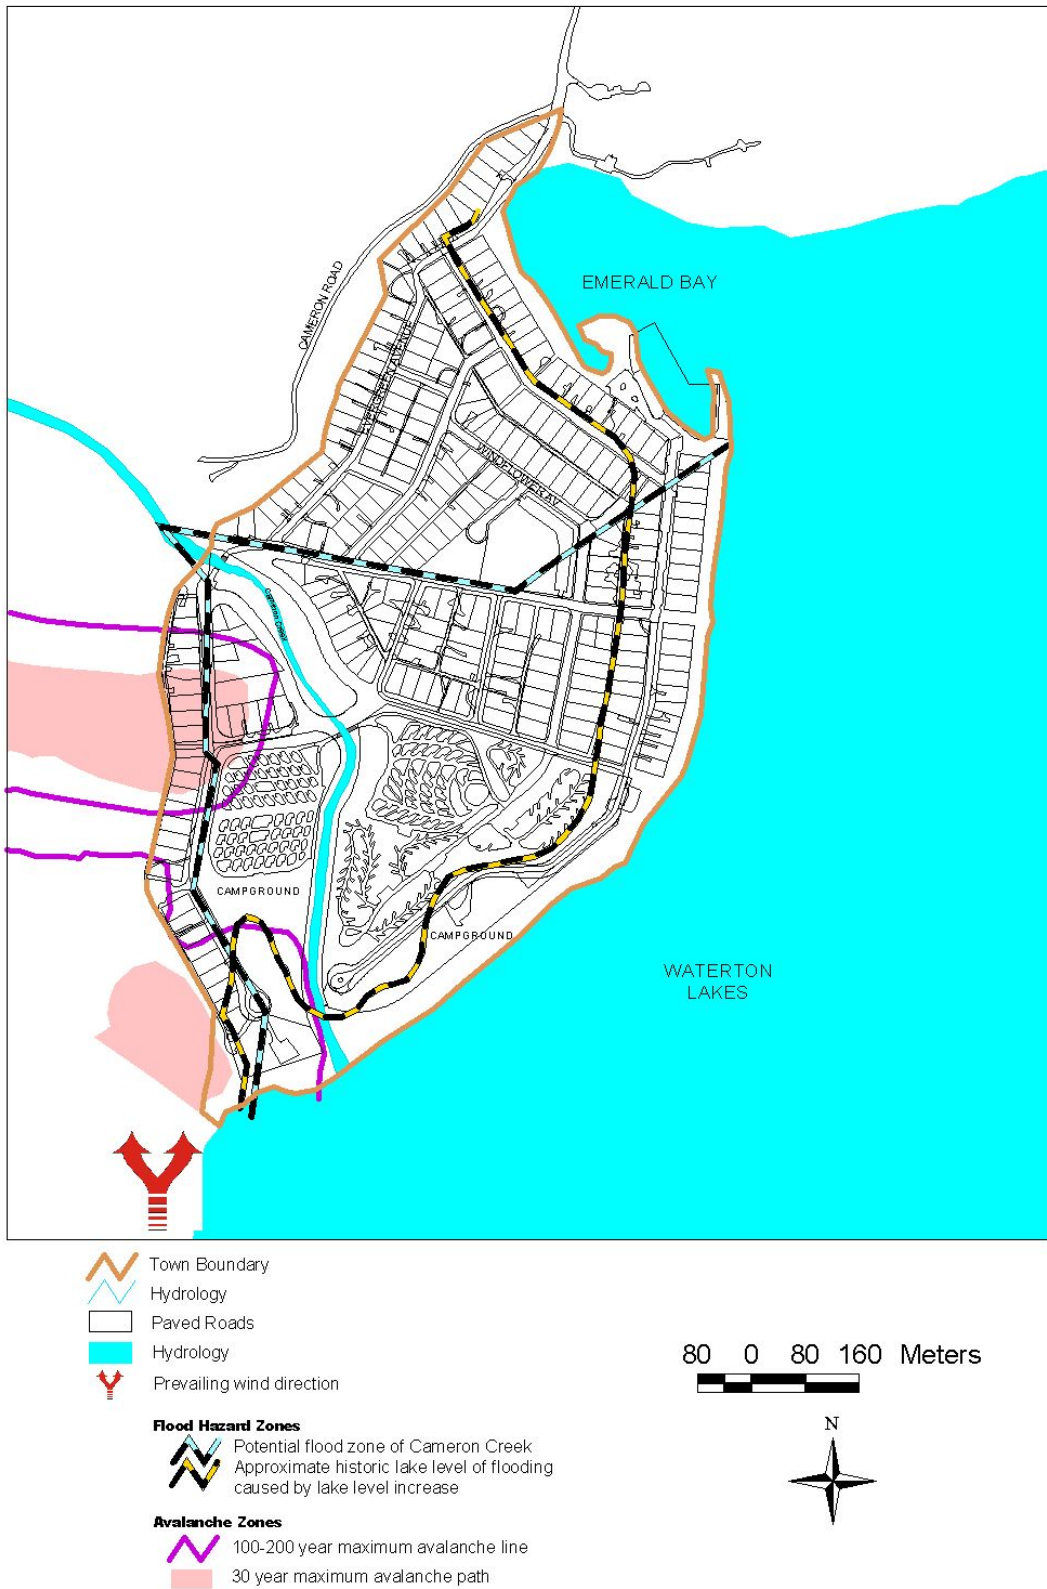 CAMERON ROAD
EMERALD BAY
EVERGREEN AVENUE
WINDFLOWER AV
Cameron Creek
CAMPGROUND
CAMPGROUND
WATERTON
LAKES
Town Boundary
Hydrology
Paved Roads
Hydrology
Prevailing wind direction
80 0 80 160 Meters
N
Flood Hazard Zones
Potential flood zone of Cameron Creek
Approximate historic lake level of flooding
caused by lake level increase
Avalanche Zones
100-200 year maximum avalanche line
30 year maximum avalanche path